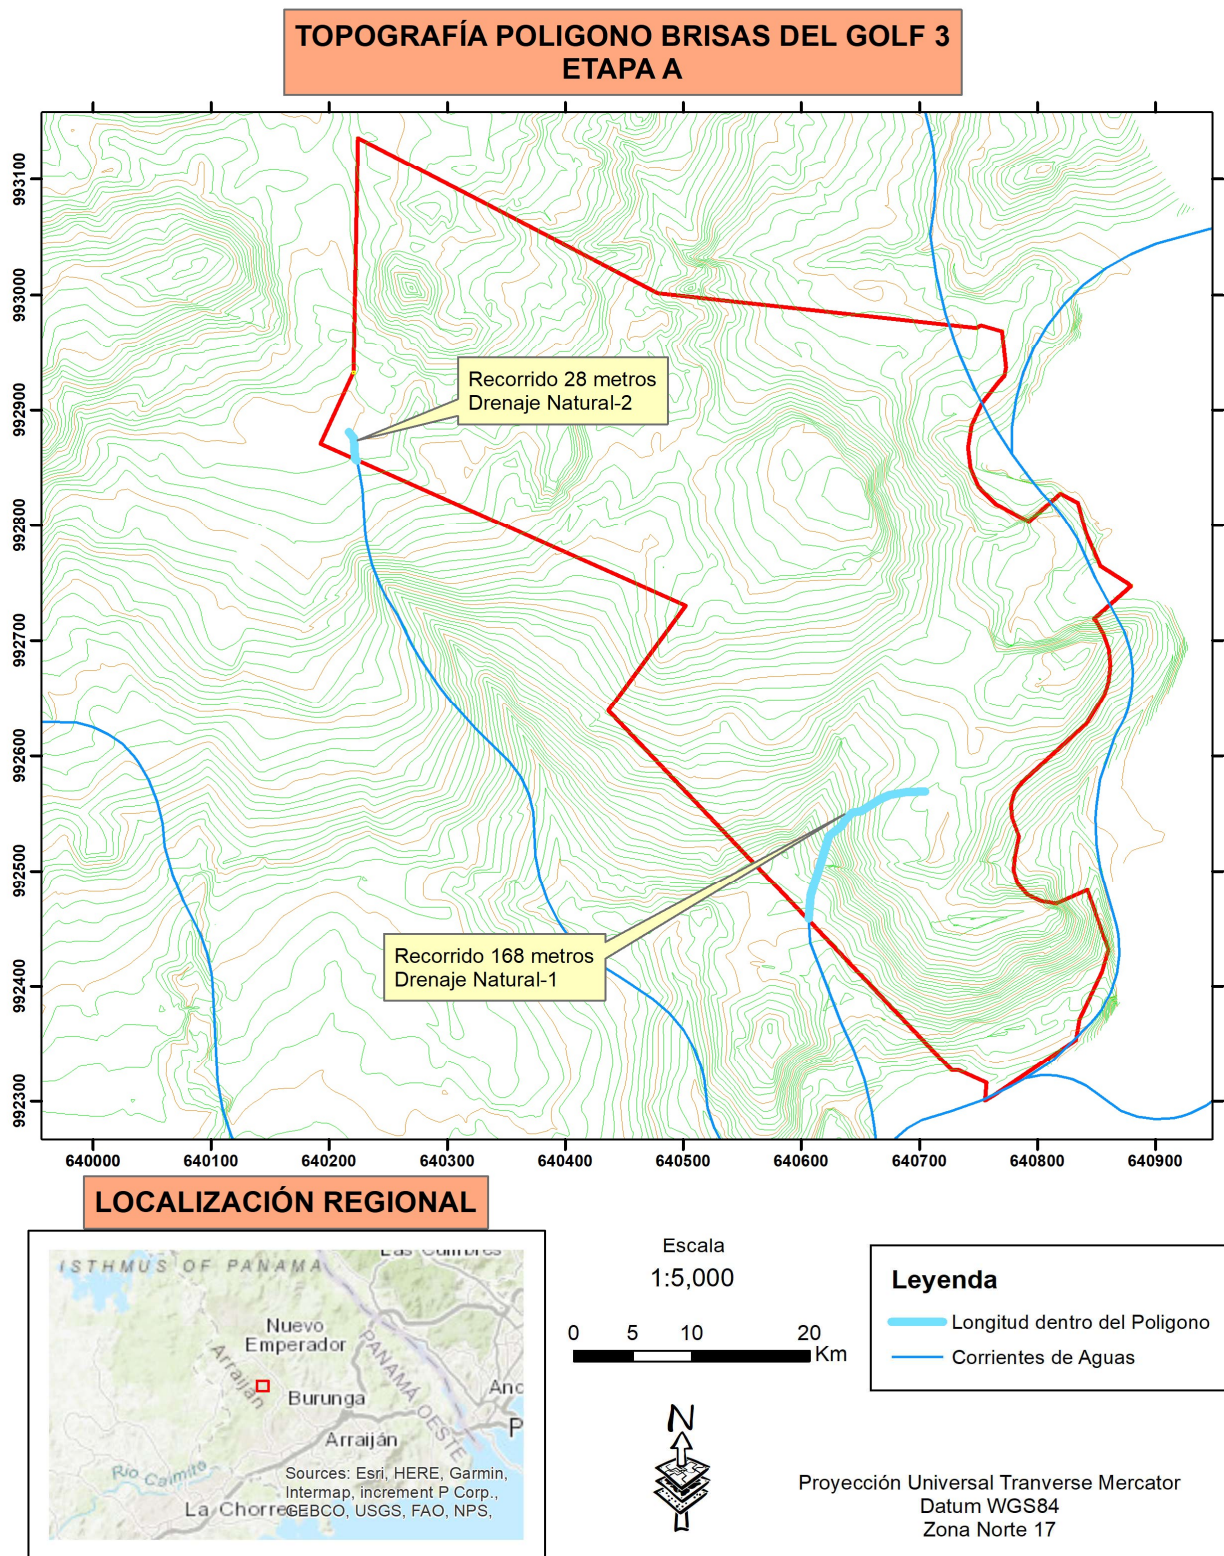 TOPOGRAFÍA POLIGONO BRISAS DEL GOLF 3
ETAPA A
993100
993000
992900
992800
992700
992600
992500
992400
992300
Recorrido 28 metros
Drenaje Natural-2
Recorrido 168 metros
Drenaje Natural-1
640000 640100 640200 640300 640400 640500 640600 640700 640800 640900
LOCALIZACIÓN REGIONAL
ISTHMUS OF PANAMA
Las Cumbres
Nuevo
Emperador
Arraiján
PANAMÁ OESTE
Burunga
Anc
P
Arraiján
Río Caimito
La Chorre
Sources: Esri, HERE, Garmin,
Intermap, increment P Corp.,
GEBCO, USGS, FAO, NPS,
Escala
1:5,000
0 5 10 20
Km
N
Leyenda
Longitud dentro del Poligono
Corrientes de Aguas
Proyección Universal Tranverse Mercator
Datum WGS84
Zona Norte 17